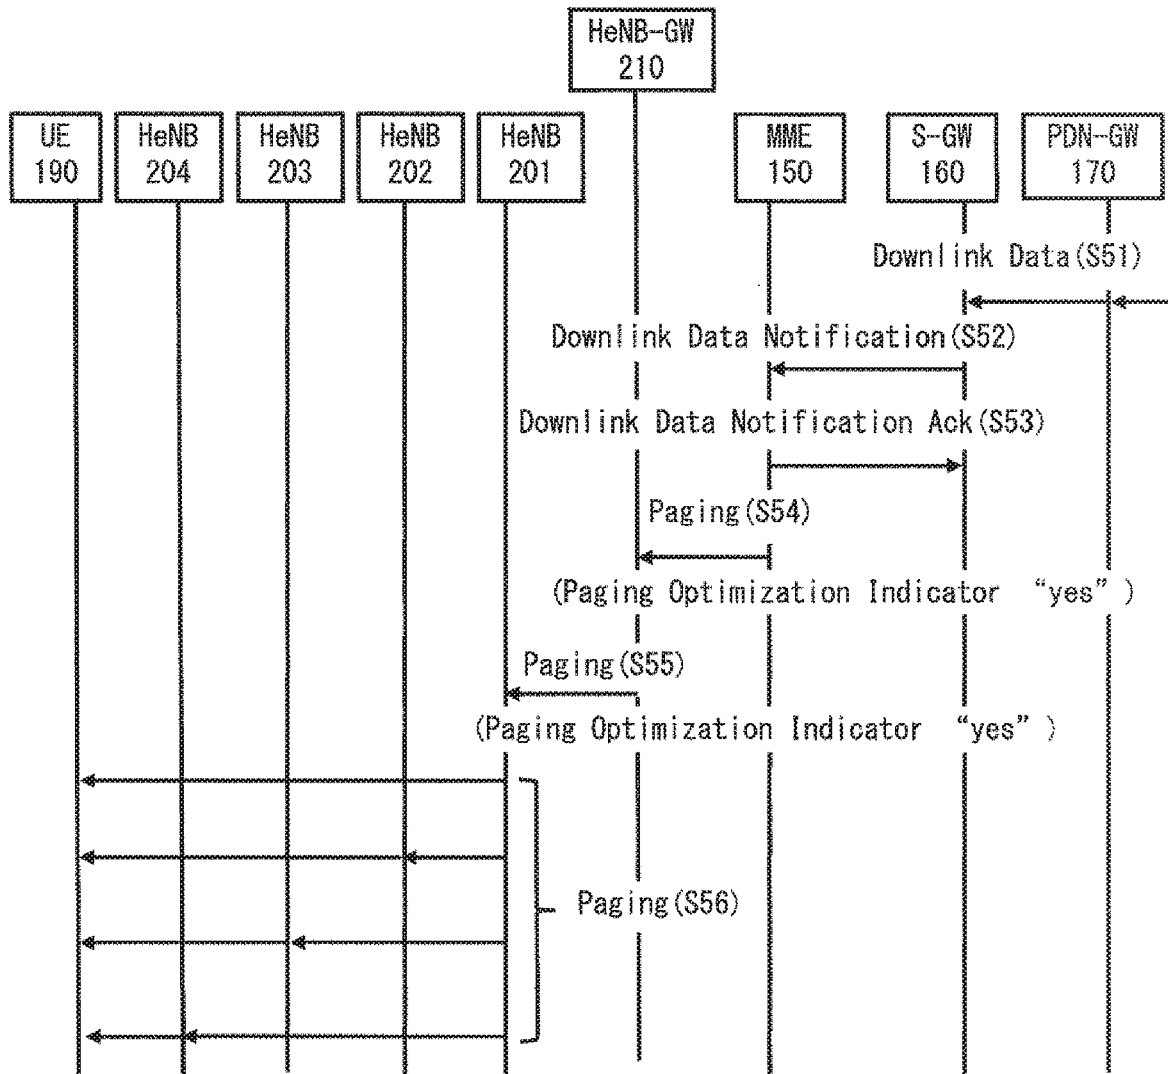 HeNB-GW
210
UE
190
HeNB
204
HeNB
203
HeNB
202
HeNB
201
MME
150
S-GW
160
PDN-GW
170
Downlink Data(S51)
Downlink Data Notification(S52)
Downlink Data Notification Ack(S53)
Paging(S54)
(Paging Optimization Indicator “yes”)
Paging(S55)
(Paging Optimization Indicator “yes”)
Paging(S56)